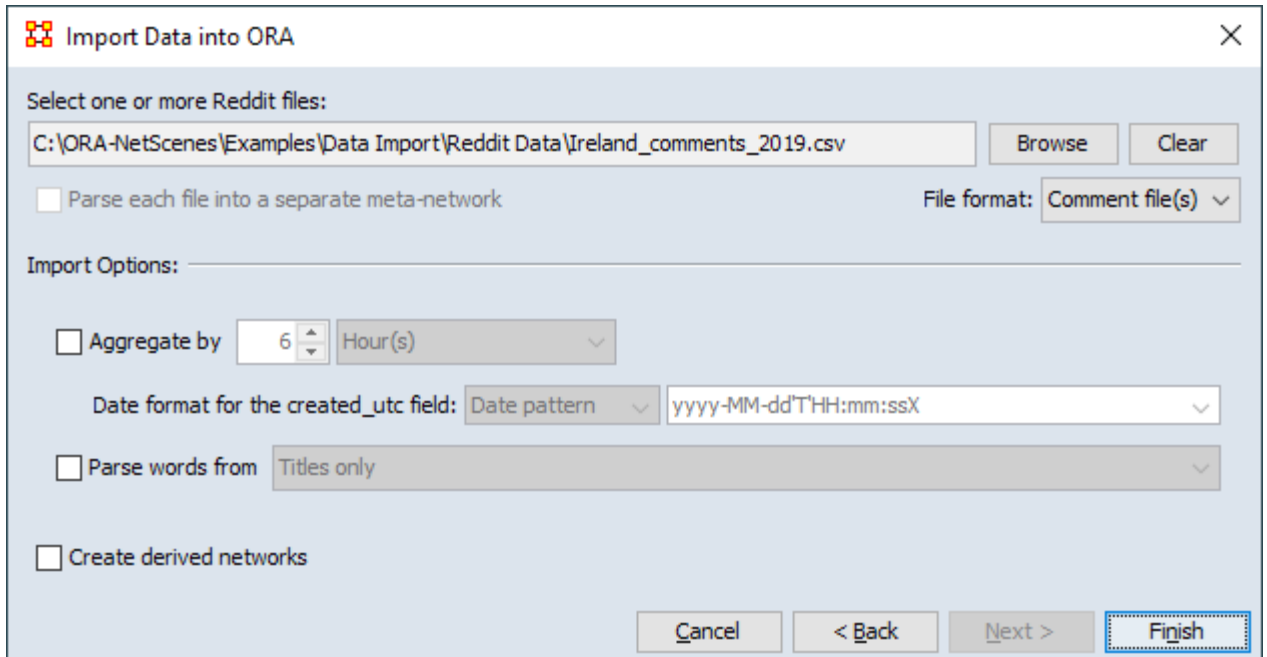 Import Data into ORA
Select one or more Reddit files:
C:\ORA-NetScenes\Examples\Data Import\Reddit Data\Ireland_comments_2019.csv Browse Clear
Parse each file into a separate meta-network File format: Comment file(s)
Import Options:
Aggregate by 6 Hour(s)
Date format for the created_utc field: Date pattern yyyy-MM-dd'T'HH:mm:ssX
Parse words from Titles only
Create derived networks
Cancel < Back Next > Finish